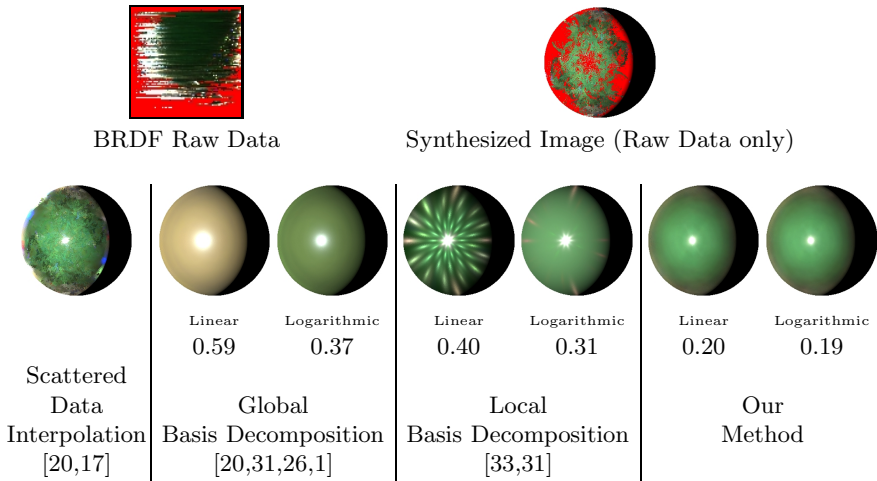 BRDF Raw Data
Synthesized Image (Raw Data only)
Linear
Logarithmic
Linear
Logarithmic
Linear
Logarithmic
0.59
0.37
0.40
0.31
0.20
0.19
Scattered
Data
Interpolation
[20,17]
Global
Basis Decomposition
[20,31,26,1]
Local
Basis Decomposition
[33,31]
Our
Method